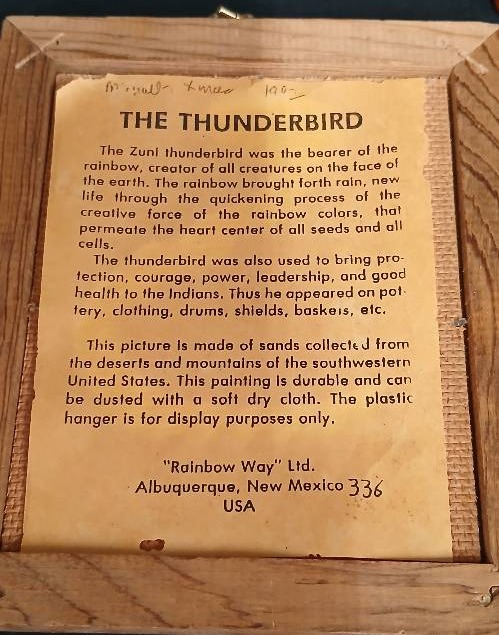 Xmas
THE THUNDERBIRD
The Zuni thunderbird was the bearer of the
rainbow, creator of all creatures on the face of
the earth. The rainbow brought forth rain, new
life through the quickening process of the
creative force of the rainbow colors, that
permeate the heart center of all seeds and all
cells.
The thunderbird was also used to bring pro-
tection, courage, power, leadership, and good
health to the Indians. Thus he appeared on pot-
tery, clothing, drums, shields, baskets, etc.
This picture is made of sands collected from
the deserts and mountains of the southwestern
United States. This painting is durable and can
be dusted with a soft dry cloth. The plastic
hanger is for display purposes only.
"Rainbow Way" Ltd.
Albuquerque, New Mexico 336
USA